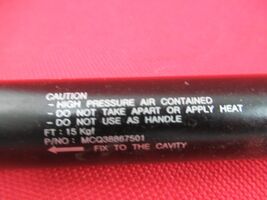 CAUTION
- HIGH PRESSURE AIR CONTAINED
- DO NOT TAKE APART OR APPLY HEAT
- DO NOT USE AS HANDLE
FT : 15 Kgf
P/NO : MCQ38867501
FIX TO THE CAVITY